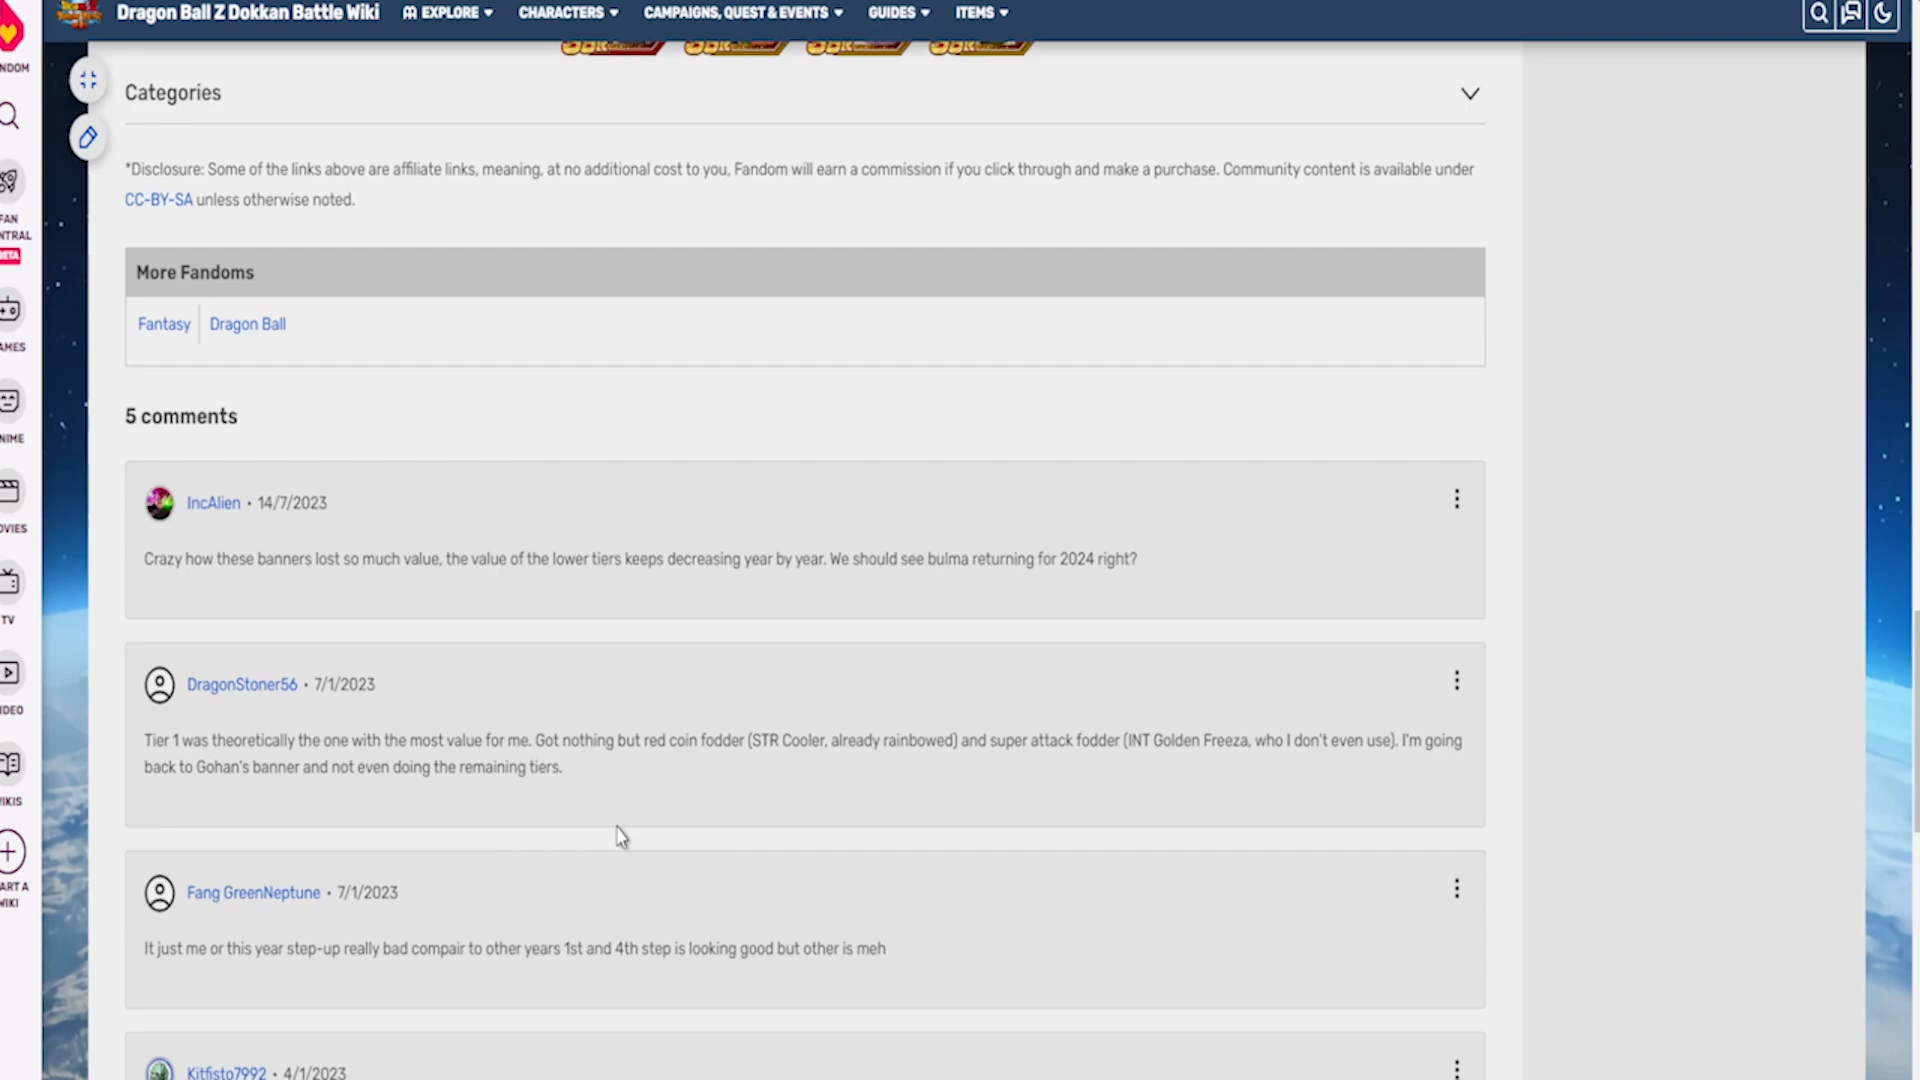 Dragon Ball Z Dokkan Battle Wiki EXPLORE CHARACTERS CAMPAIGNS, QUEST & EVENTS GUIDES ITEMS
NDOM
Categories
*Disclosure: Some of the links above are affiliate links, meaning, at no additional cost to you, Fandom will earn a commission if you click through and make a purchase. Community content is available under
CC-BY-SA unless otherwise noted.
FAN
NTRAL
BETA
More Fandoms
Fantasy Dragon Ball
AMES
5 comments
NIME
IncAlien • 14/7/2023
OVIES
Crazy how these banners lost so much value, the value of the lower tiers keeps decreasing year by year. We should see bulma returning for 2024 right?
TV
DragonStoner56 • 7/1/2023
IDEO
Tier 1 was theoretically the one with the most value for me. Got nothing but red coin fodder (STR Cooler, already rainbowed) and super attack fodder (INT Golden Freeza, who I don't even use). I'm going
back to Gohan's banner and not even doing the remaining tiers.
IKIS
ART A
IKI
Fang GreenNeptune • 7/1/2023
It just me or this year step-up really bad compair to other years 1st and 4th step is looking good but other is meh
Kitfisto7992 • 4/1/2023